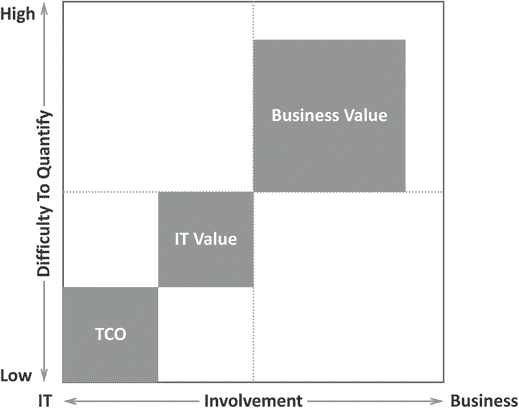 High
Difficulty To Quantify
Business Value
IT Value
TCO
Low
IT
Involvement
Business